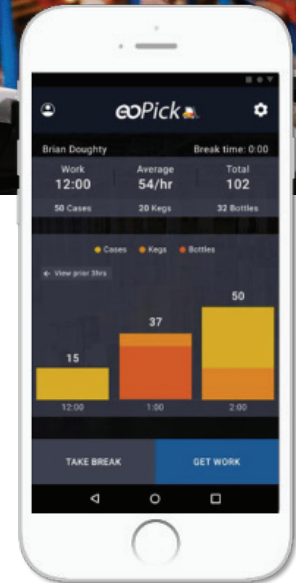 eoPick
Brian Doughty Break time: 0:00
Work Average Total
12:00 54/hr 102
50 Cases 20 Kegs 32 Bottles
Cases Kegs Bottles
← View prior 3hrs
50
37
15
12:00 1:00 2:00
TAKE BREAK GET WORK